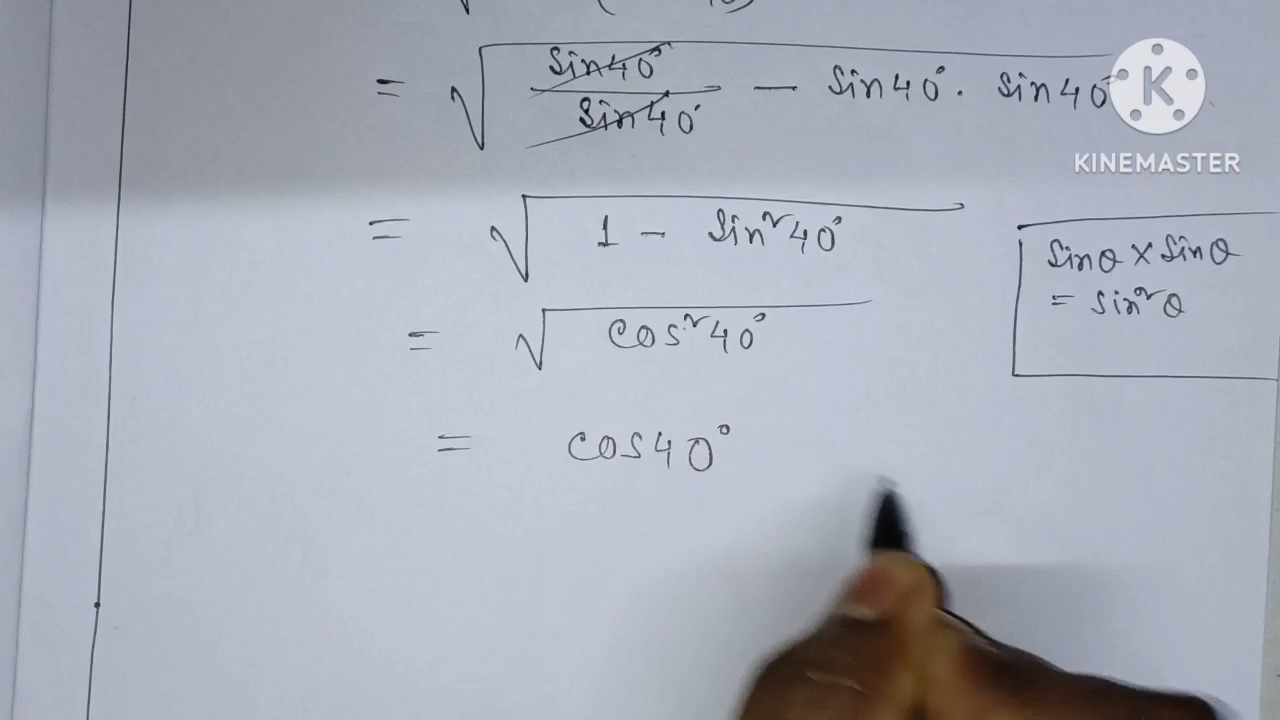 = √ sin40° / sin40° — sin40° . sin40°
K
KINEMASTER
= √ 1 - sin²40°
sinθ × sinθ
= sin²θ
= √ cos²40°
= cos40°